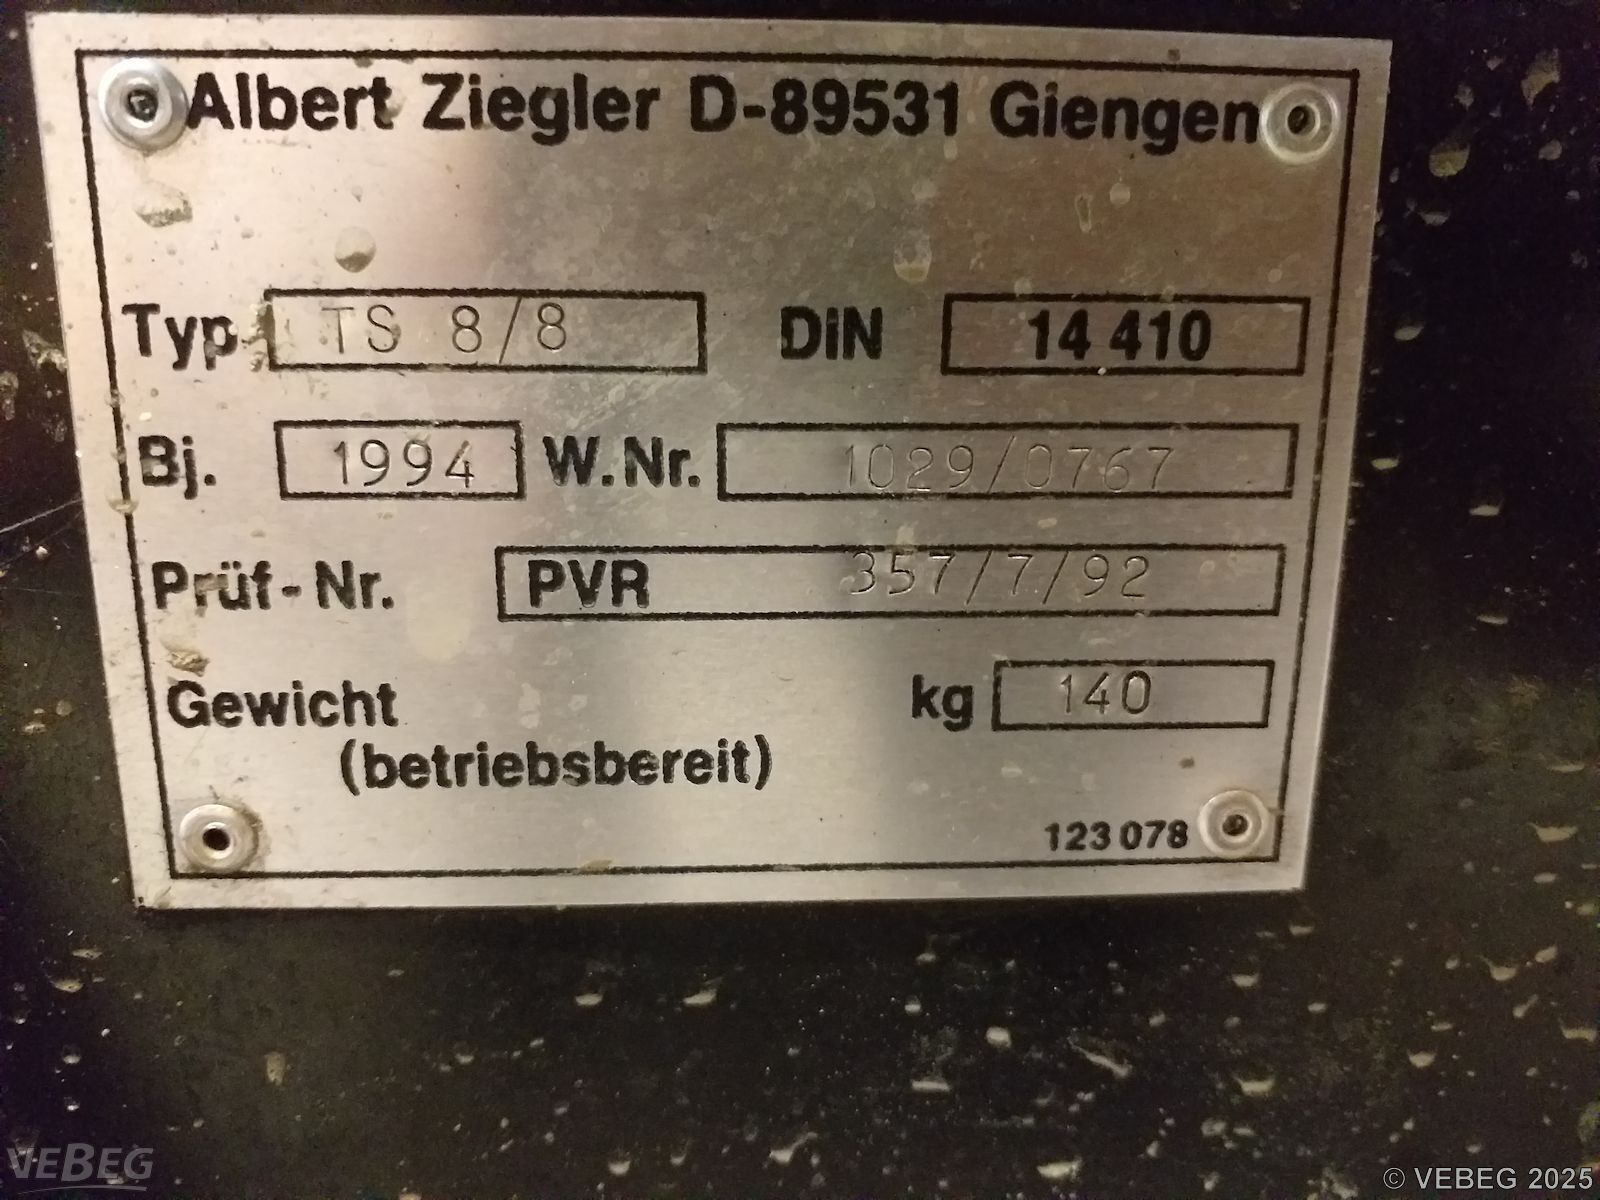 Albert Ziegler D-89531 Giengen
Typ TS 8/8 DiN 14 410
Bj. 1994 W.Nr. 1029/0767
Prüf-Nr. PVR 357/7/92
Gewicht kg 140
(betriebsbereit)
123 078
VEBEG
© VEBEG 2025